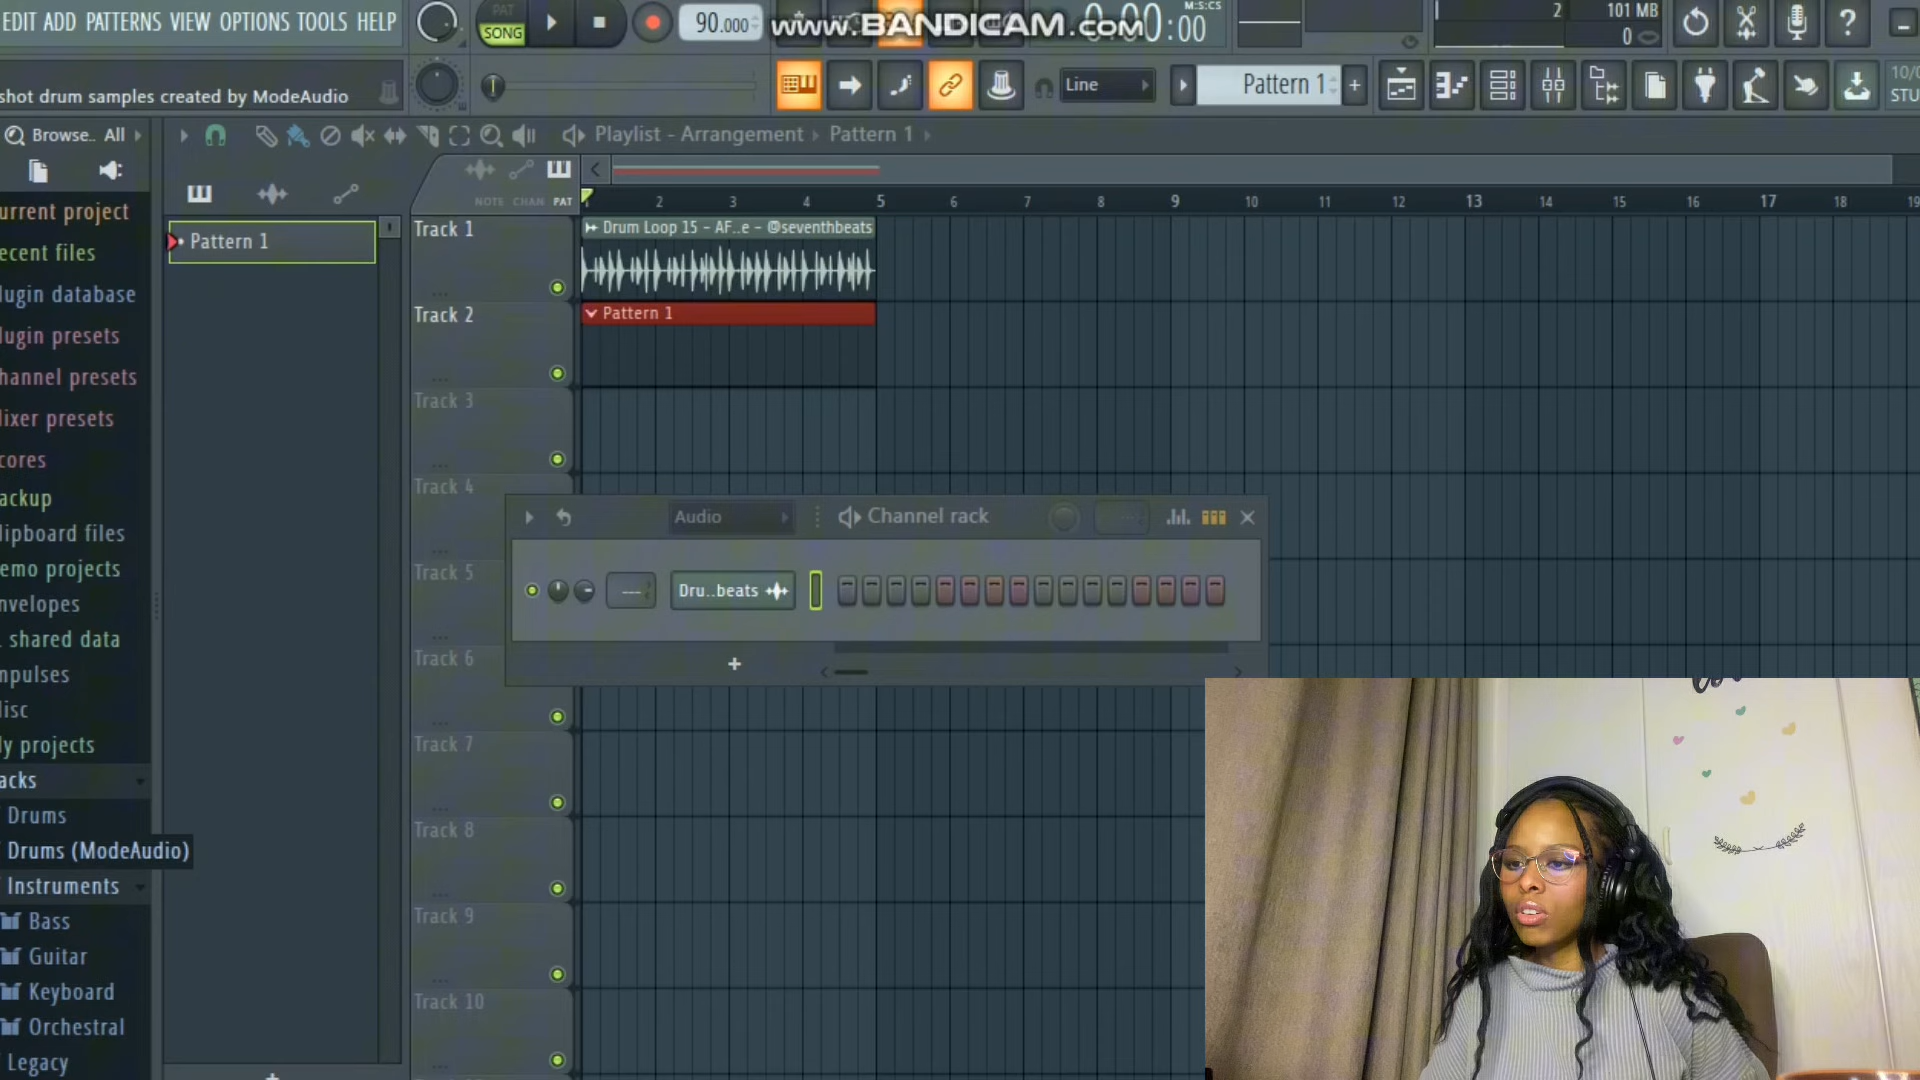 EDIT ADD PATTERNS VIEW OPTIONS TOOLS HELP
PAT
SONG
90.000
www.BANDICAM.com
M:S:CS
0:00:00
2
101 MB
0
shot drum samples created by ModeAudio
Line
Pattern 1
+
10/0
STU
Browse.. All
Playlist - Arrangement › Pattern 1 ›
NOTE CHAN PAT
2 3 4 5 6 7 8 9 10 11 12 13 14 15 16 17 18 19
urrent project
ecent files
lugin database
lugin presets
hannel presets
lixer presets
cores
ackup
lipboard files
emo projects
nvelopes
shared data
npulses
lisc
ly projects
acks
Drums
Drums (ModeAudio)
Instruments
Bass
Guitar
Keyboard
Orchestral
Legacy
Pattern 1
Track 1
Drum Loop 15 - AF..e - @seventhbeats
Track 2
Pattern 1
Track 3
Track 4
Track 5
Track 6
Track 7
Track 8
Track 9
Track 10
Audio
Channel rack
---
Dru..beats
+